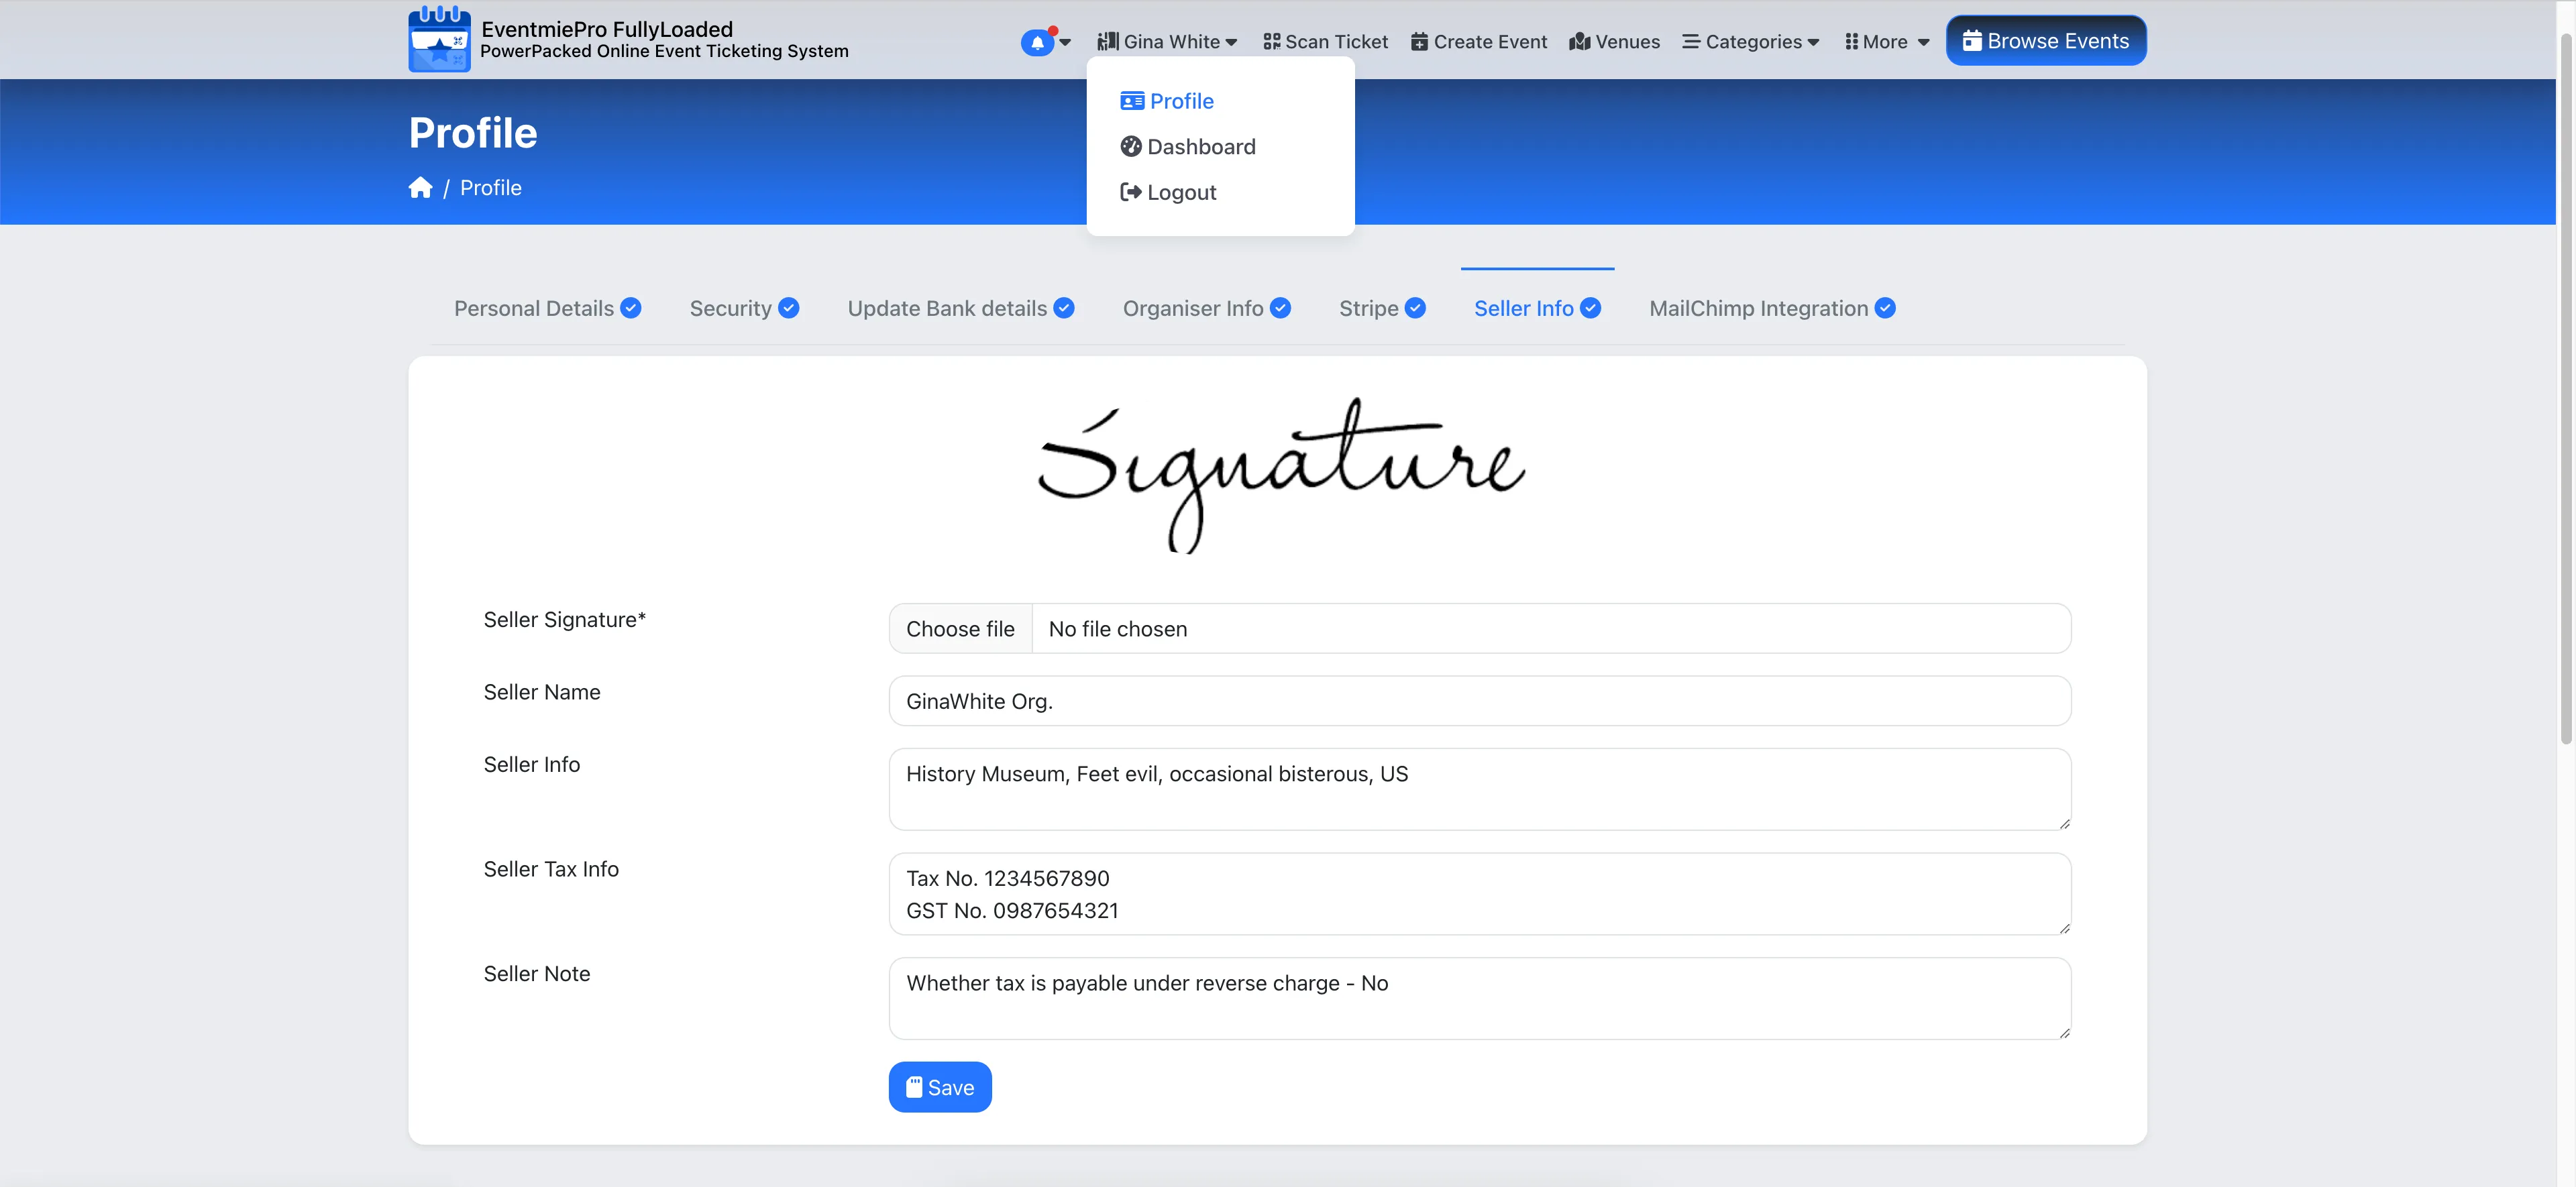 EventmiePro FullyLoaded
PowerPacked Online Event Ticketing System
Gina White
Scan Ticket
Create Event
Venues
Categories
More
Browse Events
Profile
Dashboard
Logout
Profile
/ Profile
Personal Details
Security
Update Bank details
Organiser Info
Stripe
Seller Info
MailChimp Integration
Signature
Seller Signature*
Choose file
No file chosen
Seller Name
GinaWhite Org.
Seller Info
History Museum, Feet evil, occasional bisterous, US
Seller Tax Info
Tax No. 1234567890
GST No. 0987654321
Seller Note
Whether tax is payable under reverse charge - No
Save